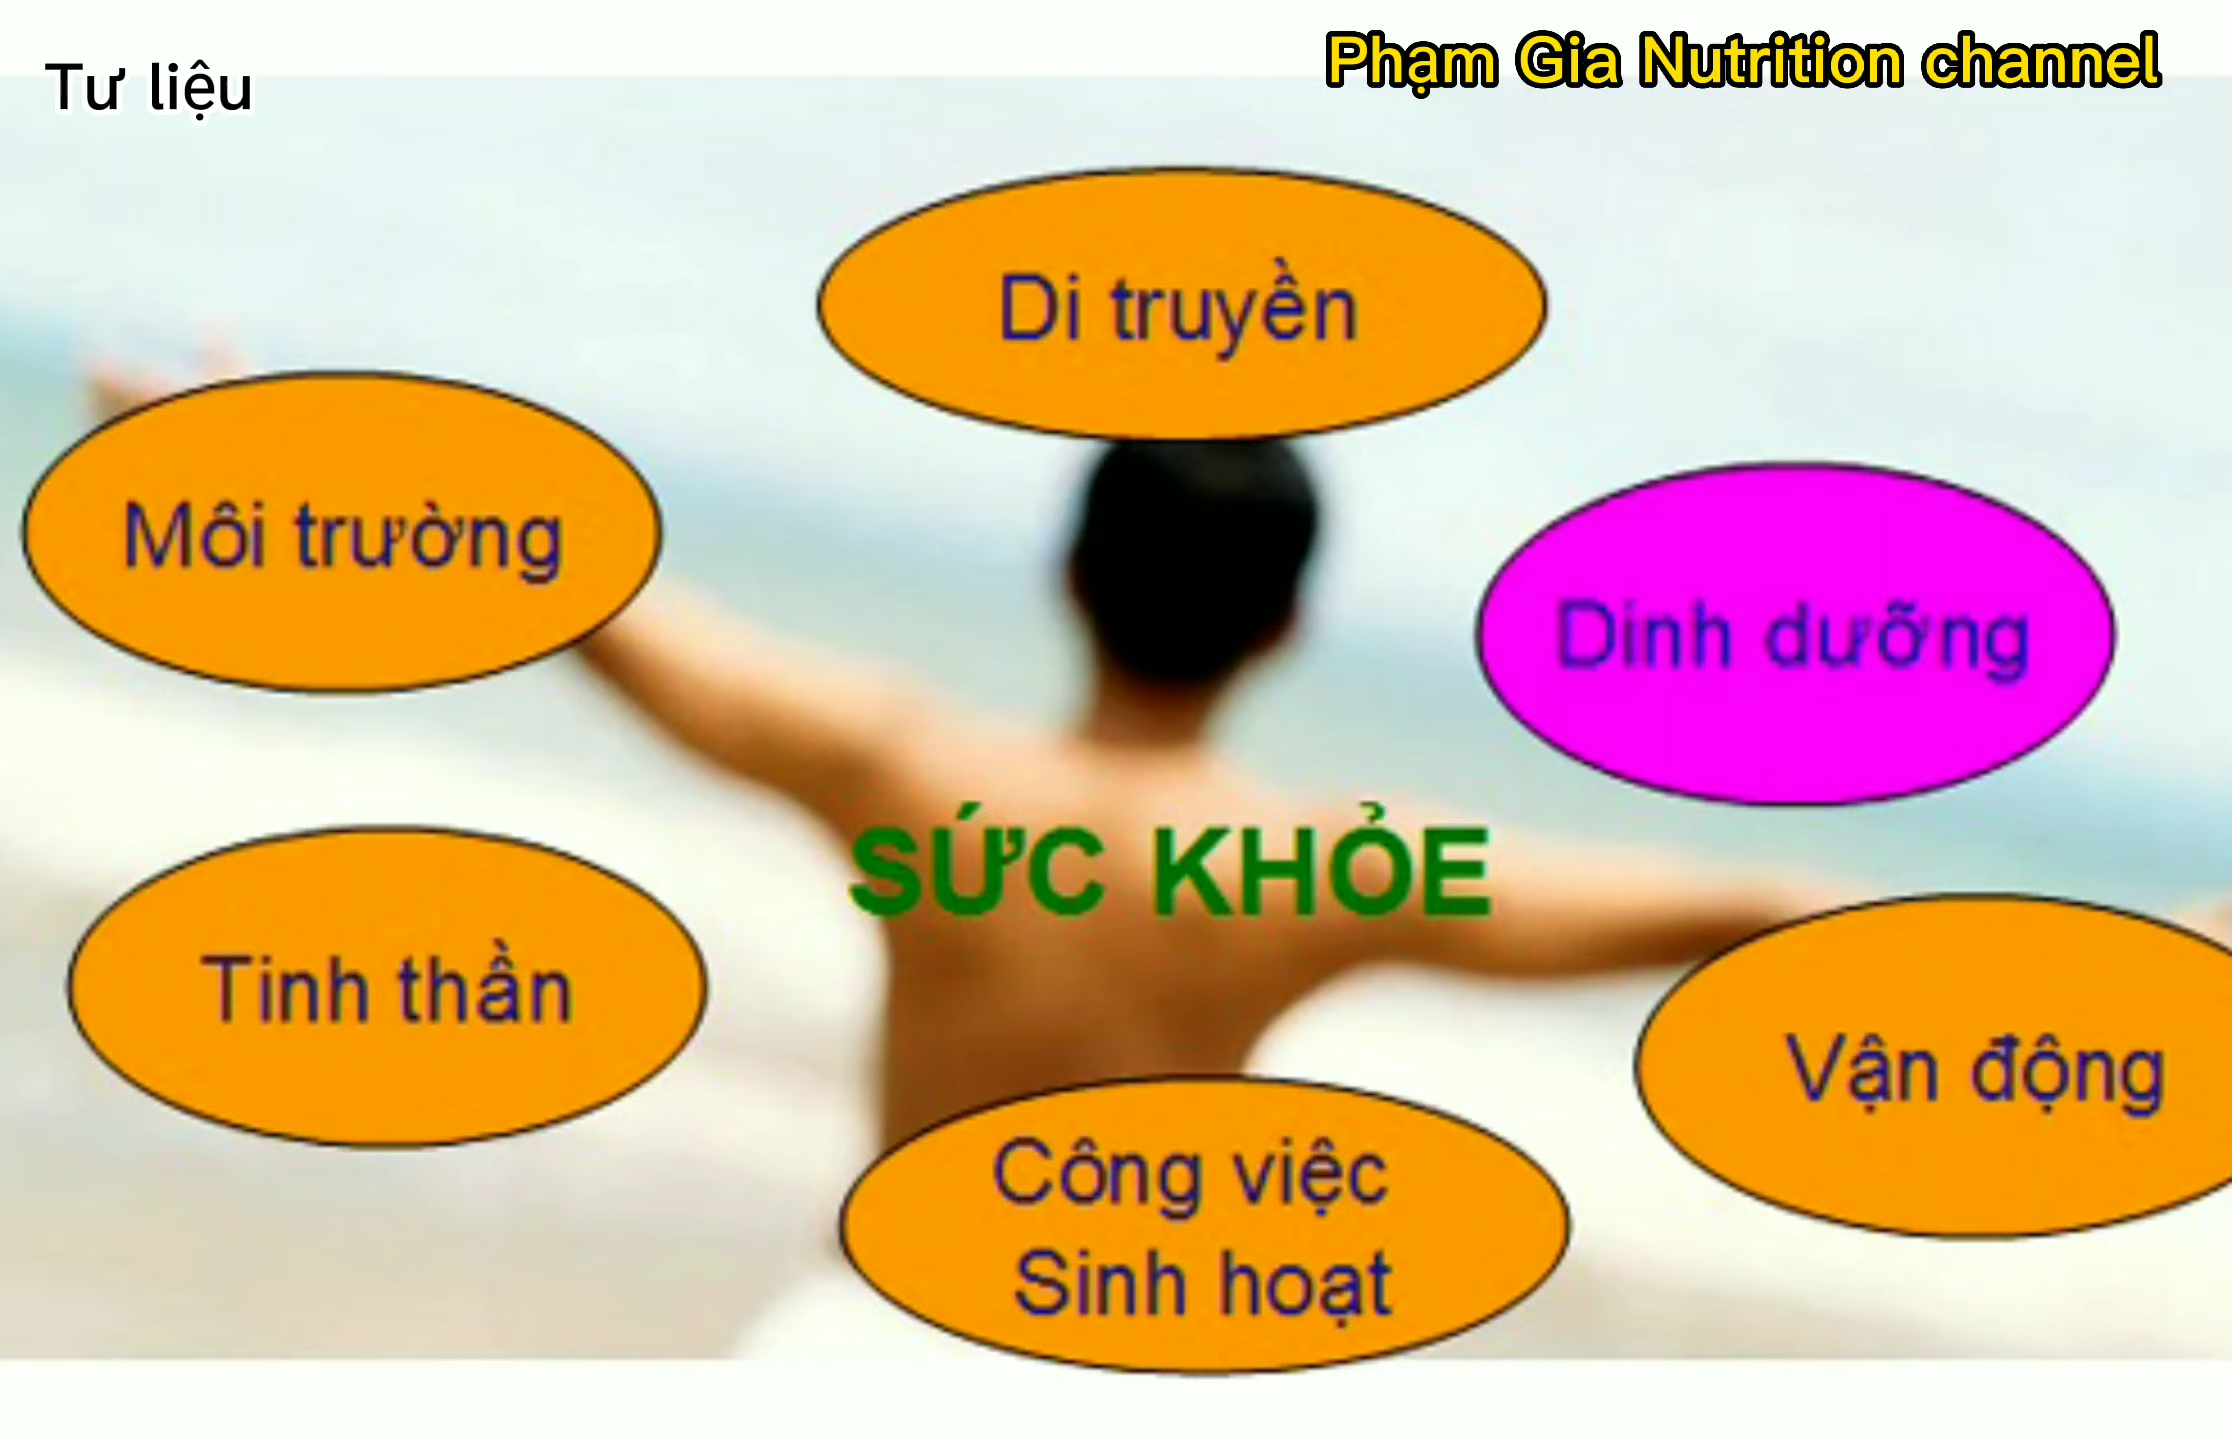 Tư liệu
Phạm Gia Nutrition channel
Di truyền
Môi trường
Dinh dưỡng
SỨC KHỎE
Tinh thần
Vận động
Công việc
Sinh hoạt